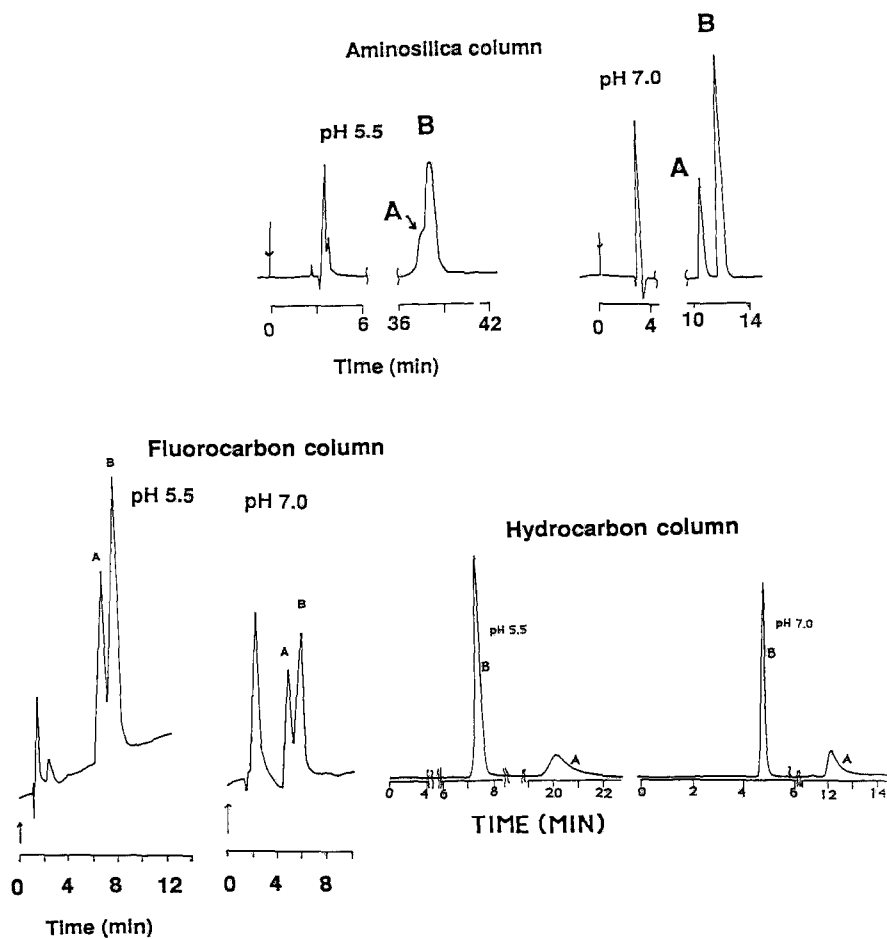 Aminosilica column
B
pH 7.0
pH 5.5
B
A
A
0 6 36 42
0 4 10 14
Time (min)
Fluorocarbon column
B
pH 5.5
pH 7.0
A
B
A
Hydrocarbon column
pH 5.5
B
A
pH 7.0
B
A
0 4 6 8 20 22
0 2 4 6 12 14
TIME (MIN)
0 4 8 12
0 4 8
Time (min)